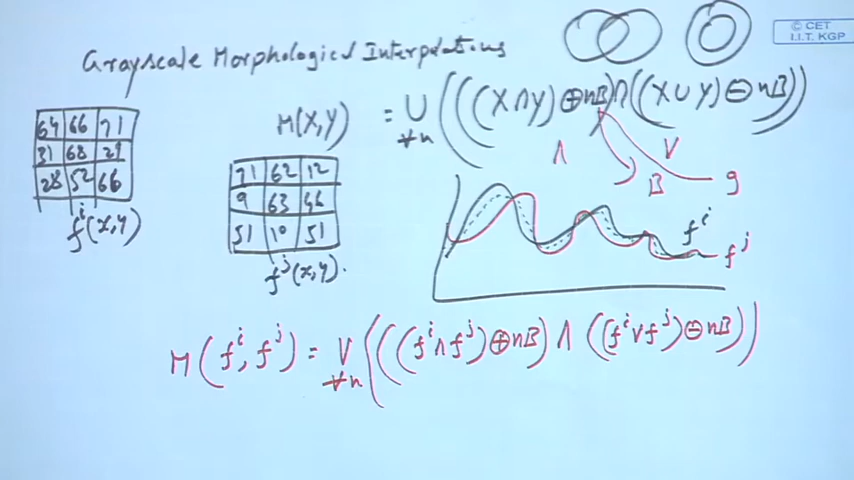 © CET
I.I.T. KGP
Grayscale Morphological Interpolations
M(X,Y) = ∪ ∀n (((X∩Y)⊕nB)∩((X∪Y)⊖nB))
64 66 71
31 68 29
28 52 66
f^i(x,y)
71 62 12
9 63 46
51 10 51
f^j(x,y).
Λ
V
B
g
f^i
f^j
M(f^i, f^j) = V ∀n (((f^i∧f^j)⊕nB) Λ ((f^i∨f^j)⊖nB))